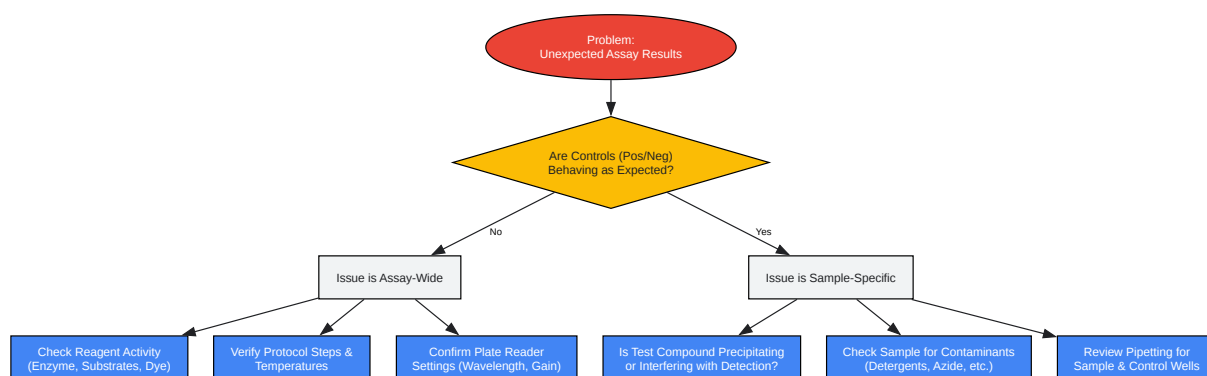 Problem:
Unexpected Assay Results
Are Controls (Pos/Neg)
Behaving as Expected?
No
Yes
Issue is Assay-Wide
Issue is Sample-Specific
Check Reagent Activity
(Enzyme, Substrates, Dye)
Verify Protocol Steps &
Temperatures
Confirm Plate Reader
Settings (Wavelength, Gain)
Is Test Compound Precipitating
or Interfering with Detection?
Check Sample for Contaminants
(Detergents, Azide, etc.)
Review Pipetting for
Sample & Control Wells